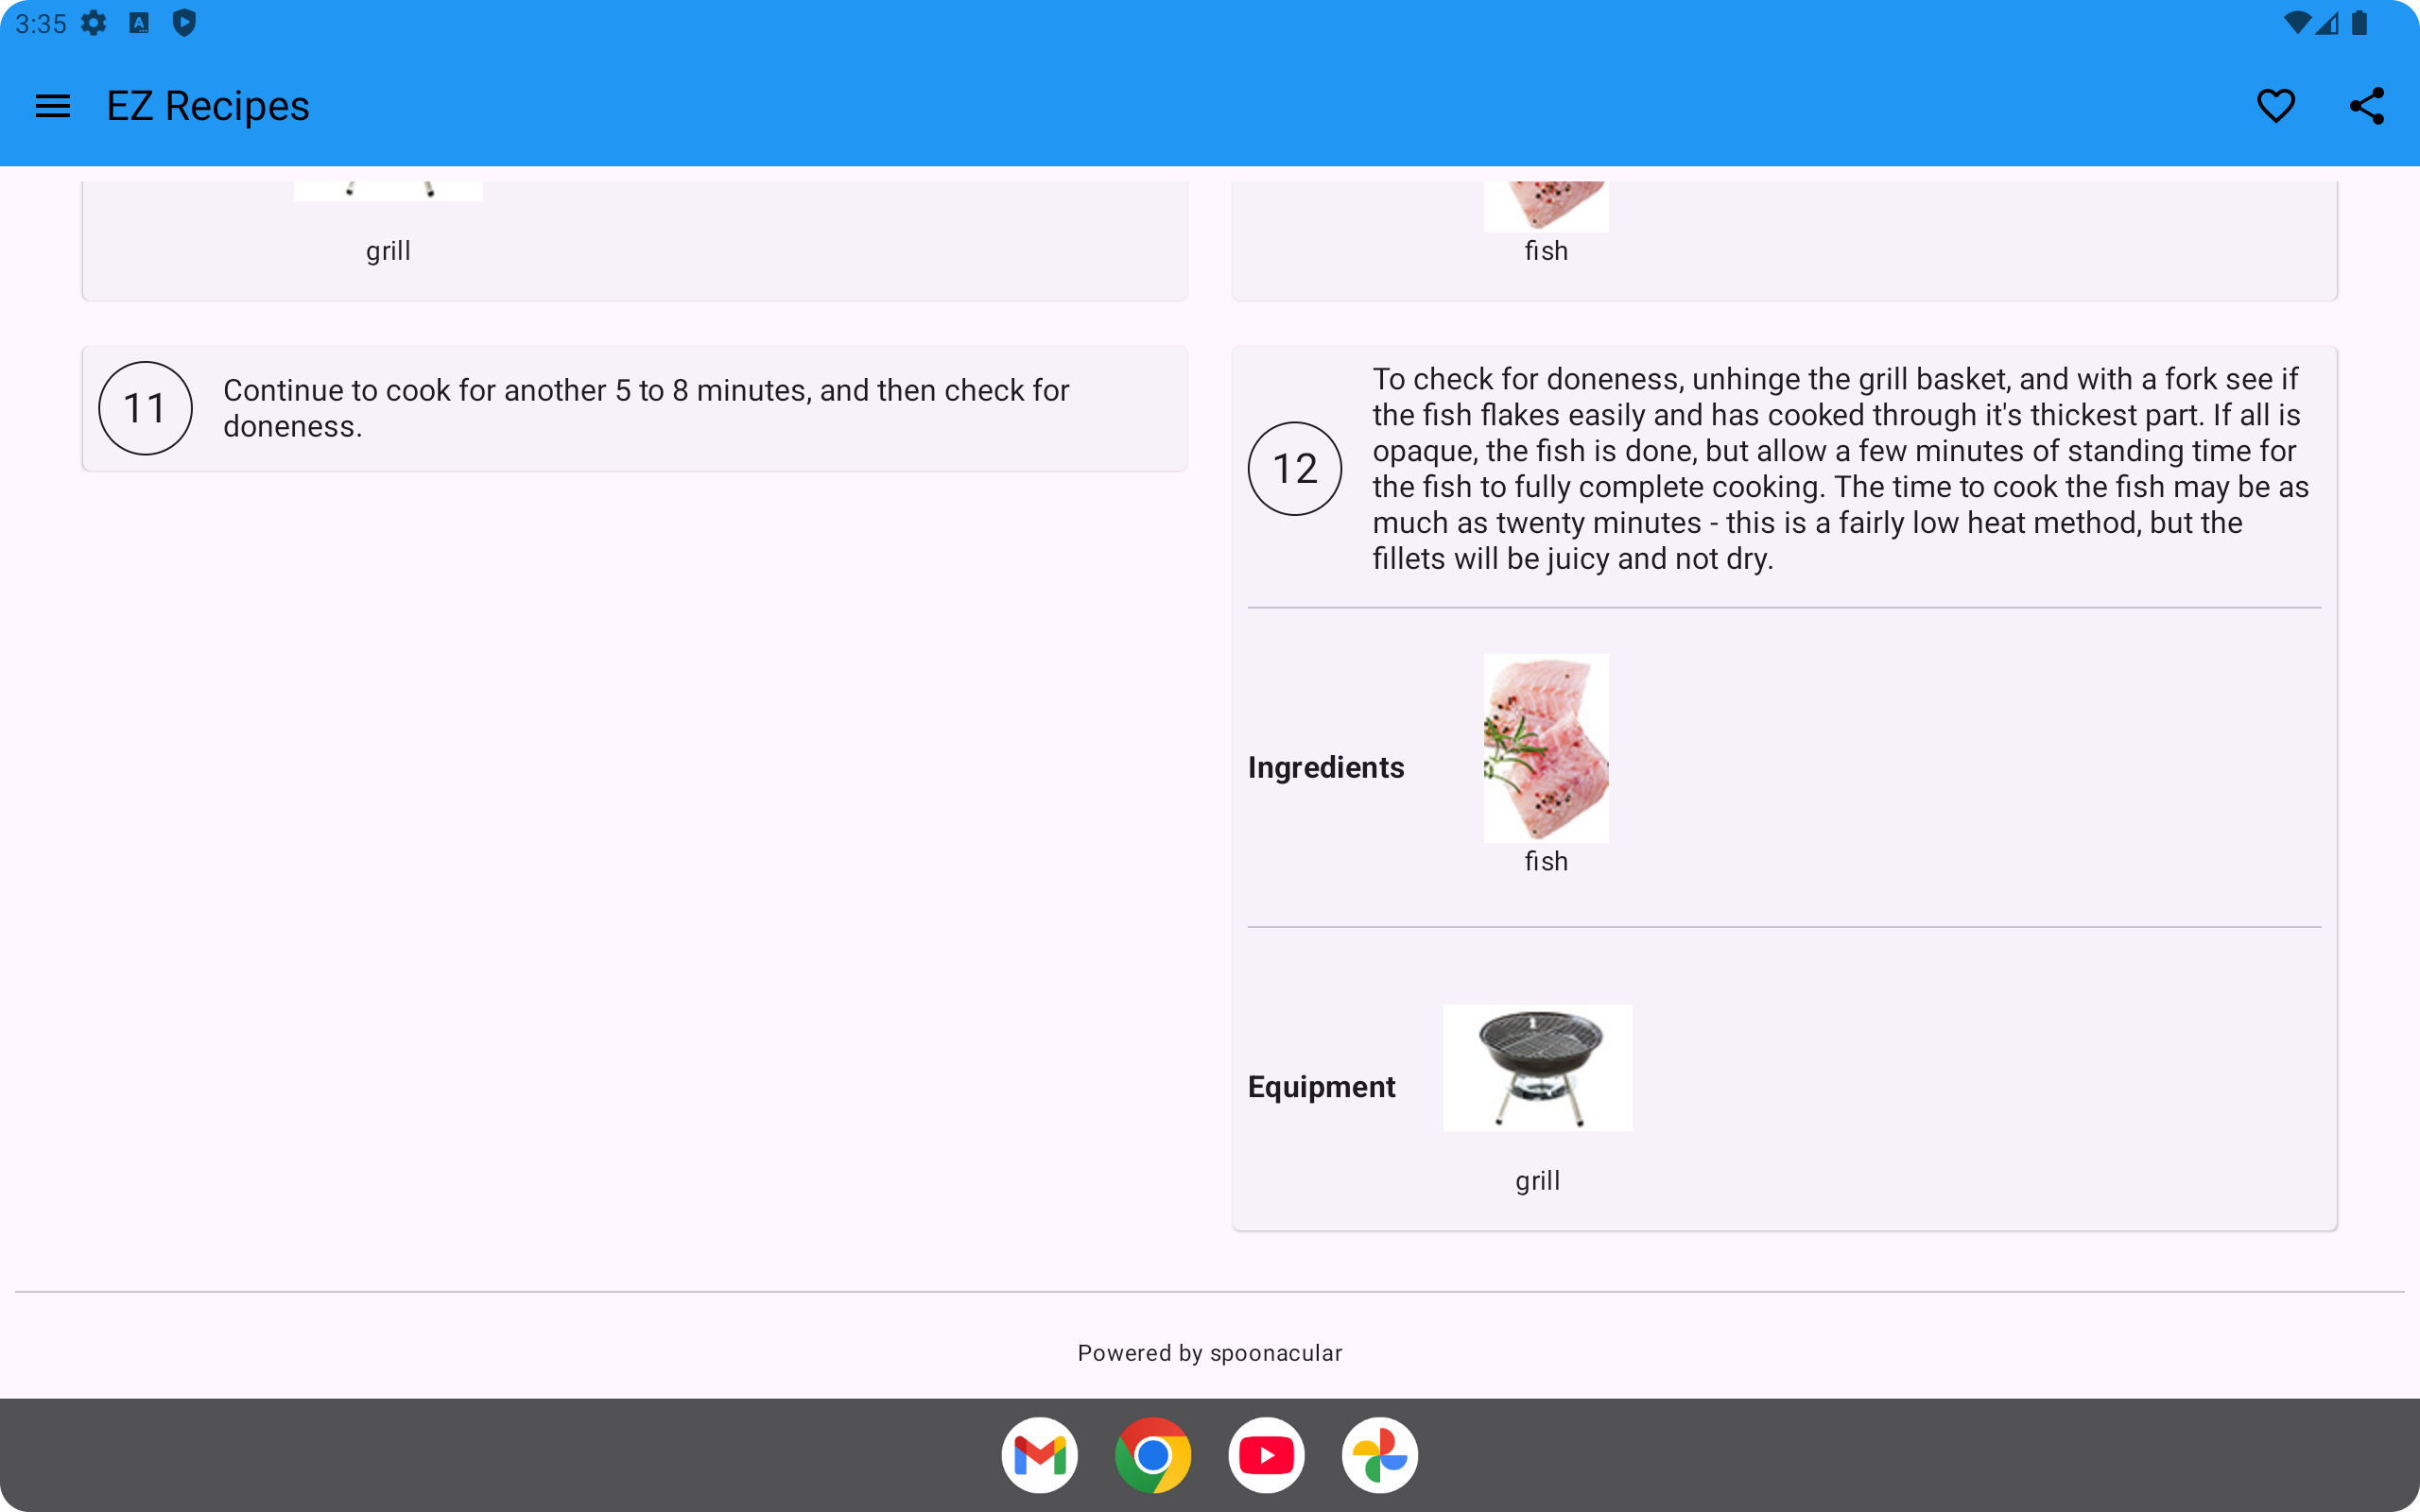 3:35
EZ Recipes
grill
fish
11
Continue to cook for another 5 to 8 minutes, and then check for
doneness.
12
To check for doneness, unhinge the grill basket, and with a fork see if
the fish flakes easily and has cooked through it's thickest part. If all is
opaque, the fish is done, but allow a few minutes of standing time for
the fish to fully complete cooking. The time to cook the fish may be as
much as twenty minutes - this is a fairly low heat method, but the
fillets will be juicy and not dry.
Ingredients
fish
Equipment
grill
Powered by spoonacular